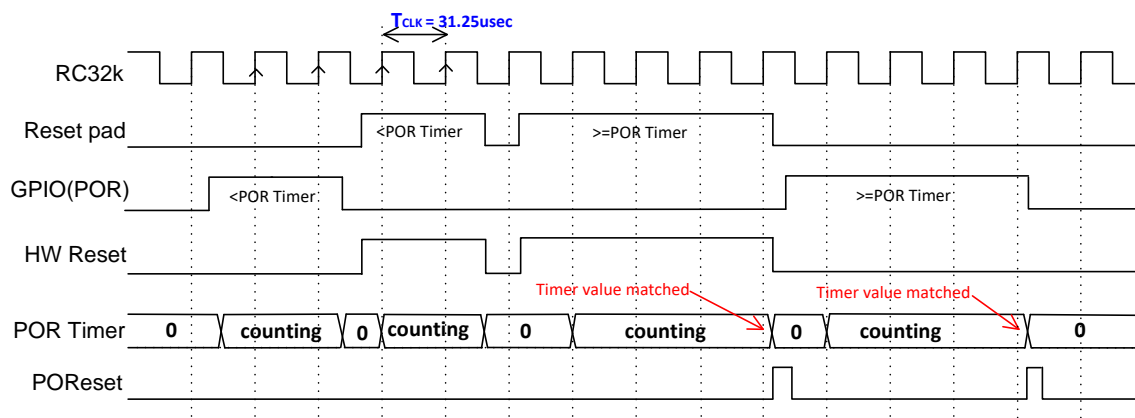 TCLK = 31.25usec
RC32k
Reset pad
<POR Timer
>=POR Timer
GPIO(POR)
<POR Timer
>=POR Timer
HW Reset
Timer value matched
Timer value matched
POR Timer
0
counting
0
counting
0
counting
0
counting
0
POReset